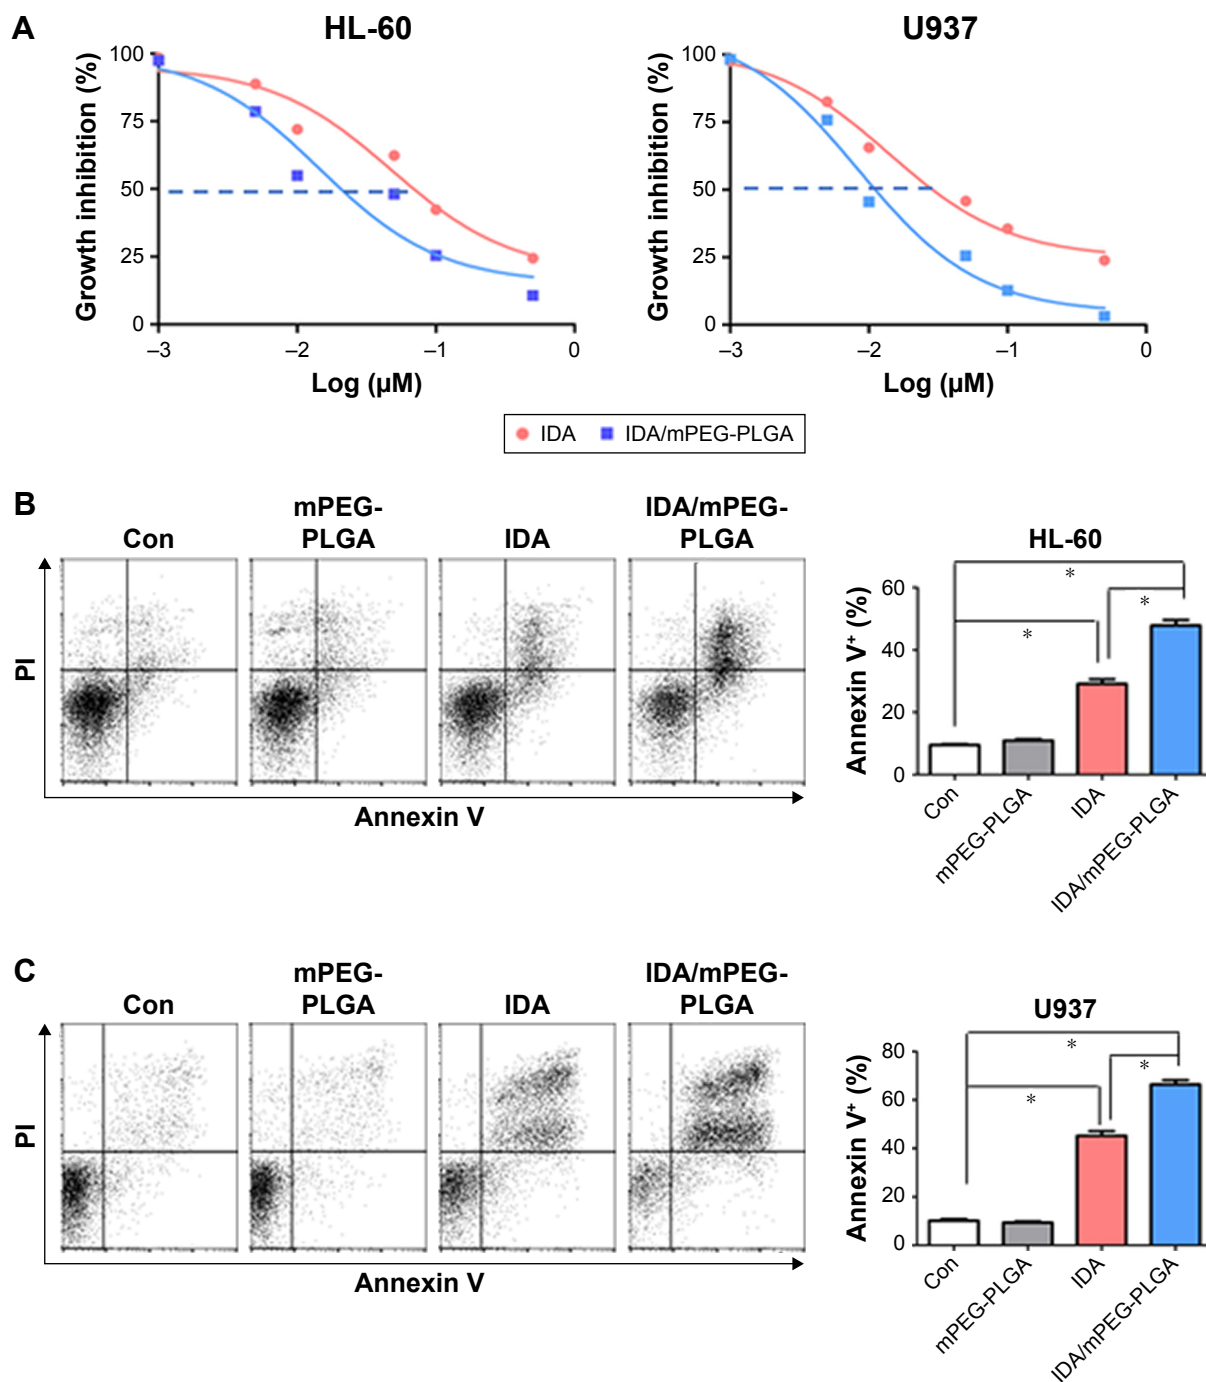 A
HL-60
U937
Growth inhibition (%)
100
75
50
25
0
–3
–2
–1
0
Log (µM)
Growth inhibition (%)
100
75
50
25
0
–3
–2
–1
0
Log (µM)
IDA
IDA/mPEG-PLGA
B
Con
mPEG-
PLGA
IDA
IDA/mPEG-
PLGA
PI
Annexin V
HL-60
Annexin V⁺ (%)
60
40
20
0
*
*
*
Con
mPEG-PLGA
IDA
IDA/mPEG-PLGA
C
Con
mPEG-
PLGA
IDA
IDA/mPEG-
PLGA
PI
Annexin V
U937
Annexin V⁺ (%)
80
60
40
20
0
*
*
*
Con
mPEG-PLGA
IDA
IDA/mPEG-PLGA